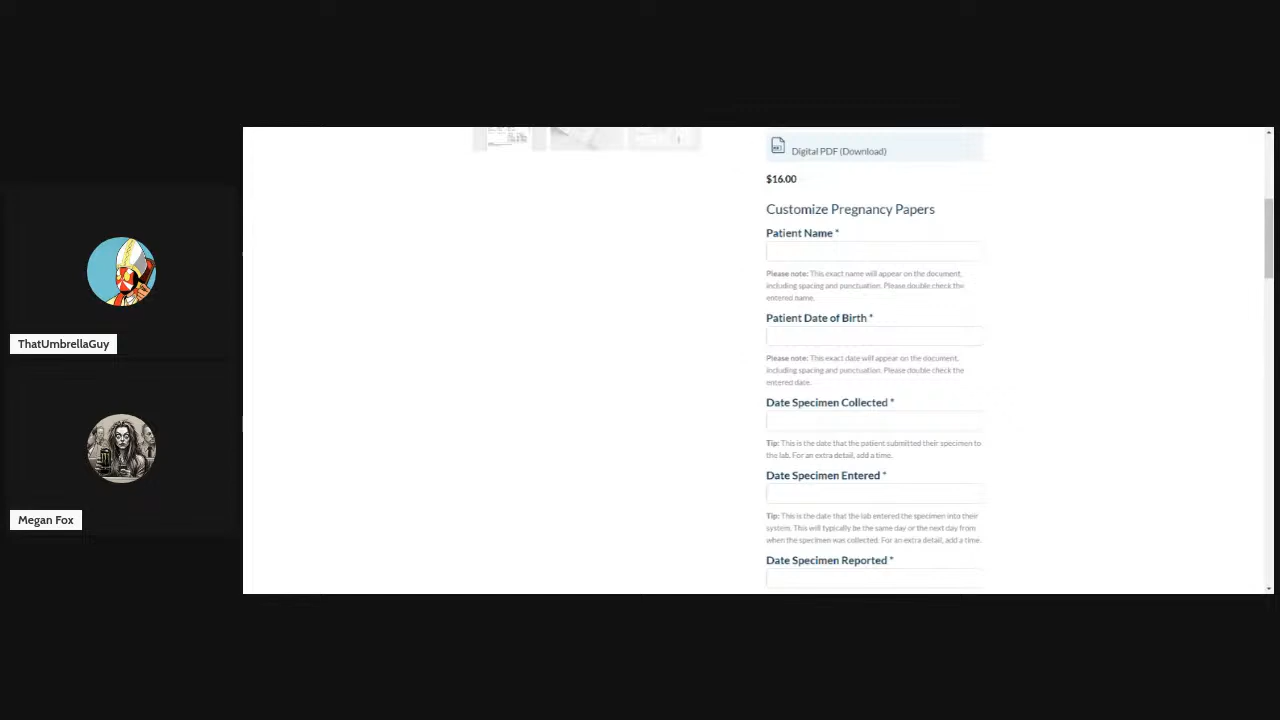 ThatUmbrellaGuy
Megan Fox
Digital PDF (Download)
$16.00
Customize Pregnancy Papers
Patient Name *
Please note: This exact name will appear on the document,
including spacing and punctuation. Please double check the
entered name.
Patient Date of Birth *
Please note: This exact date will appear on the document,
including spacing and punctuation. Please double check the
entered date.
Date Specimen Collected *
Tip: This is the date that the patient submitted their specimen to
the lab. For an extra detail, add a time.
Date Specimen Entered *
Tip: This is the date that the lab entered the specimen into their
system. This will typically be the same day or the next day from
when the specimen was collected. For an extra detail, add a time.
Date Specimen Reported *